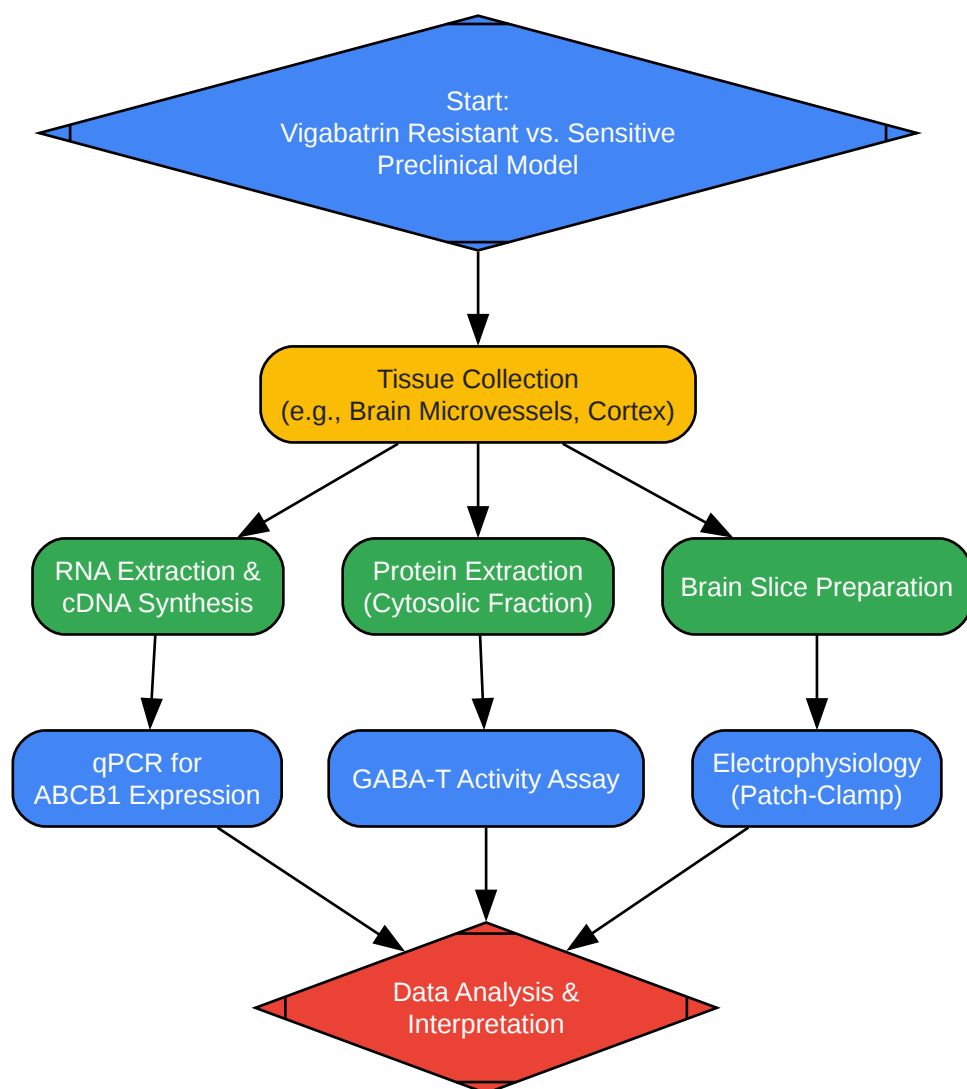 Start:
Vigabatrin Resistant vs. Sensitive
Preclinical Model
Tissue Collection
(e.g., Brain Microvessels, Cortex)
RNA Extraction &
cDNA Synthesis
Protein Extraction
(Cytosolic Fraction)
Brain Slice Preparation
qPCR for
ABCB1 Expression
GABA-T Activity Assay
Electrophysiology
(Patch-Clamp)
Data Analysis &
Interpretation